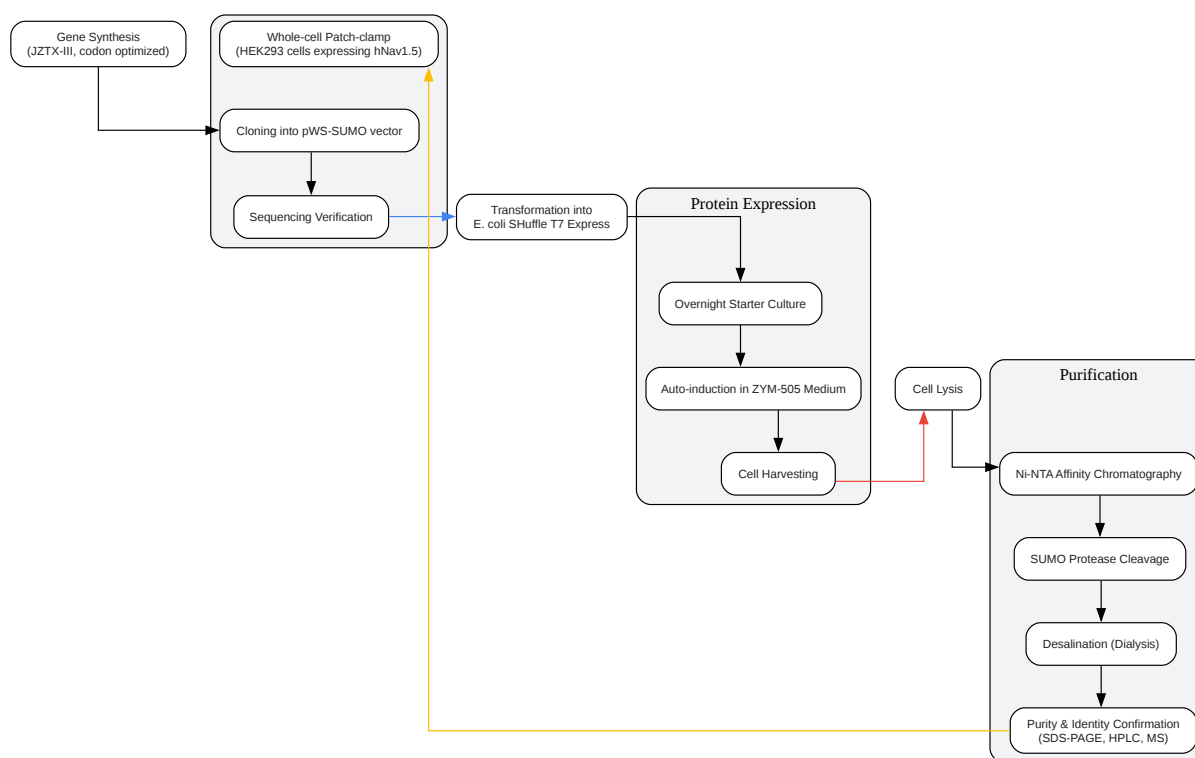 Gene Synthesis
(JZTX-III, codon optimized)
Whole-cell Patch-clamp
(HEK293 cells expressing hNav1.5)
Cloning into pWS-SUMO vector
Sequencing Verification
Transformation into
E. coli SHuffle T7 Express
Protein Expression
Overnight Starter Culture
Auto-induction in ZYM-505 Medium
Cell Harvesting
Cell Lysis
Purification
Ni-NTA Affinity Chromatography
SUMO Protease Cleavage
Desalination (Dialysis)
Purity & Identity Confirmation
(SDS-PAGE, HPLC, MS)